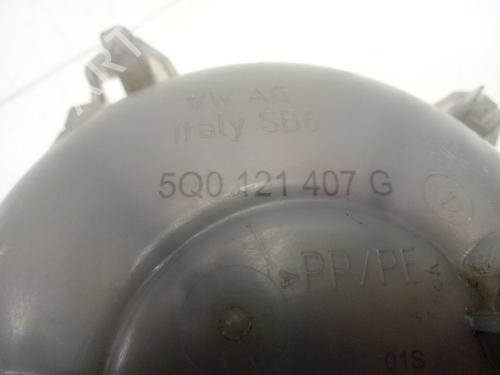 VW AG
Italy SB6
5Q0 121 407 G
>PP/PE<
01S